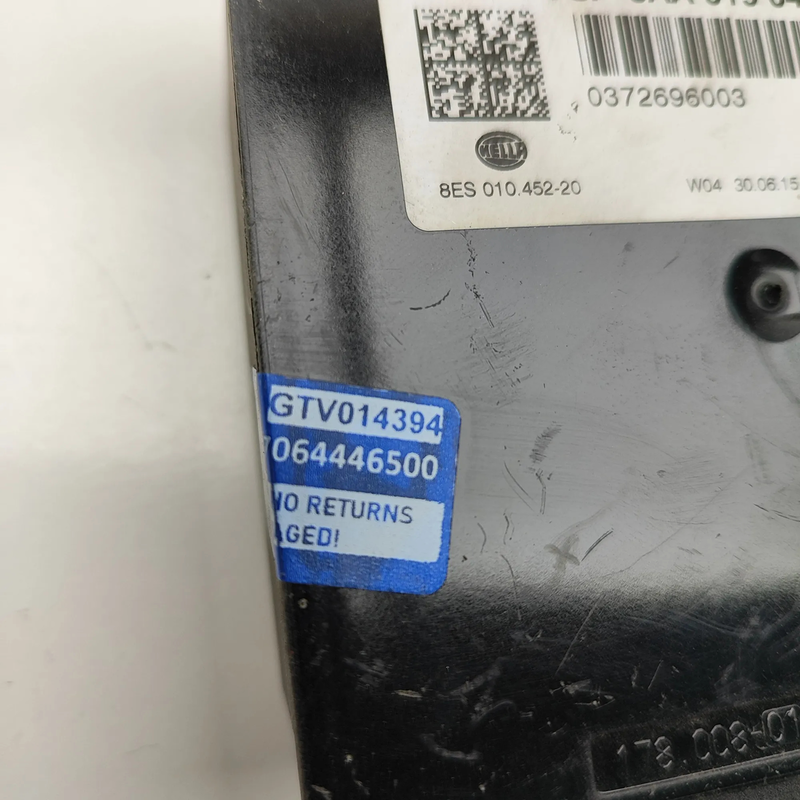 0372696003
HELLA
8ES 010.452-20
W04 30.06.15
GTV014394
7064446500
NO RETURNS
AGED!
178.008-01